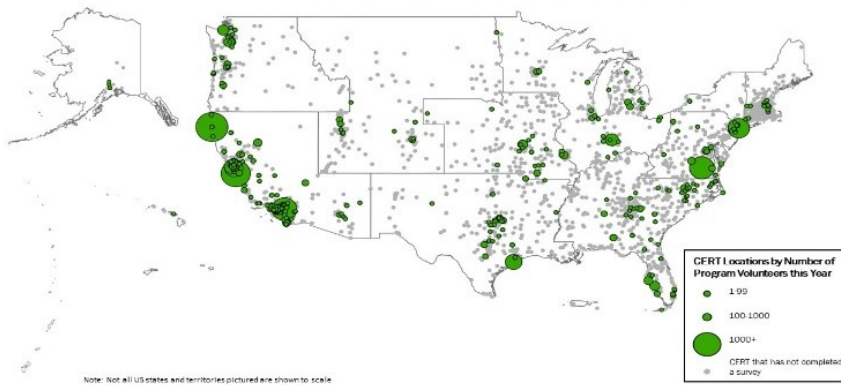 CERT Locations by Number of
Program Volunteers this Year
1-99
100-1000
1000+
CERT that has not completed
a survey
Note: Not all US states and territories pictured are shown to scale